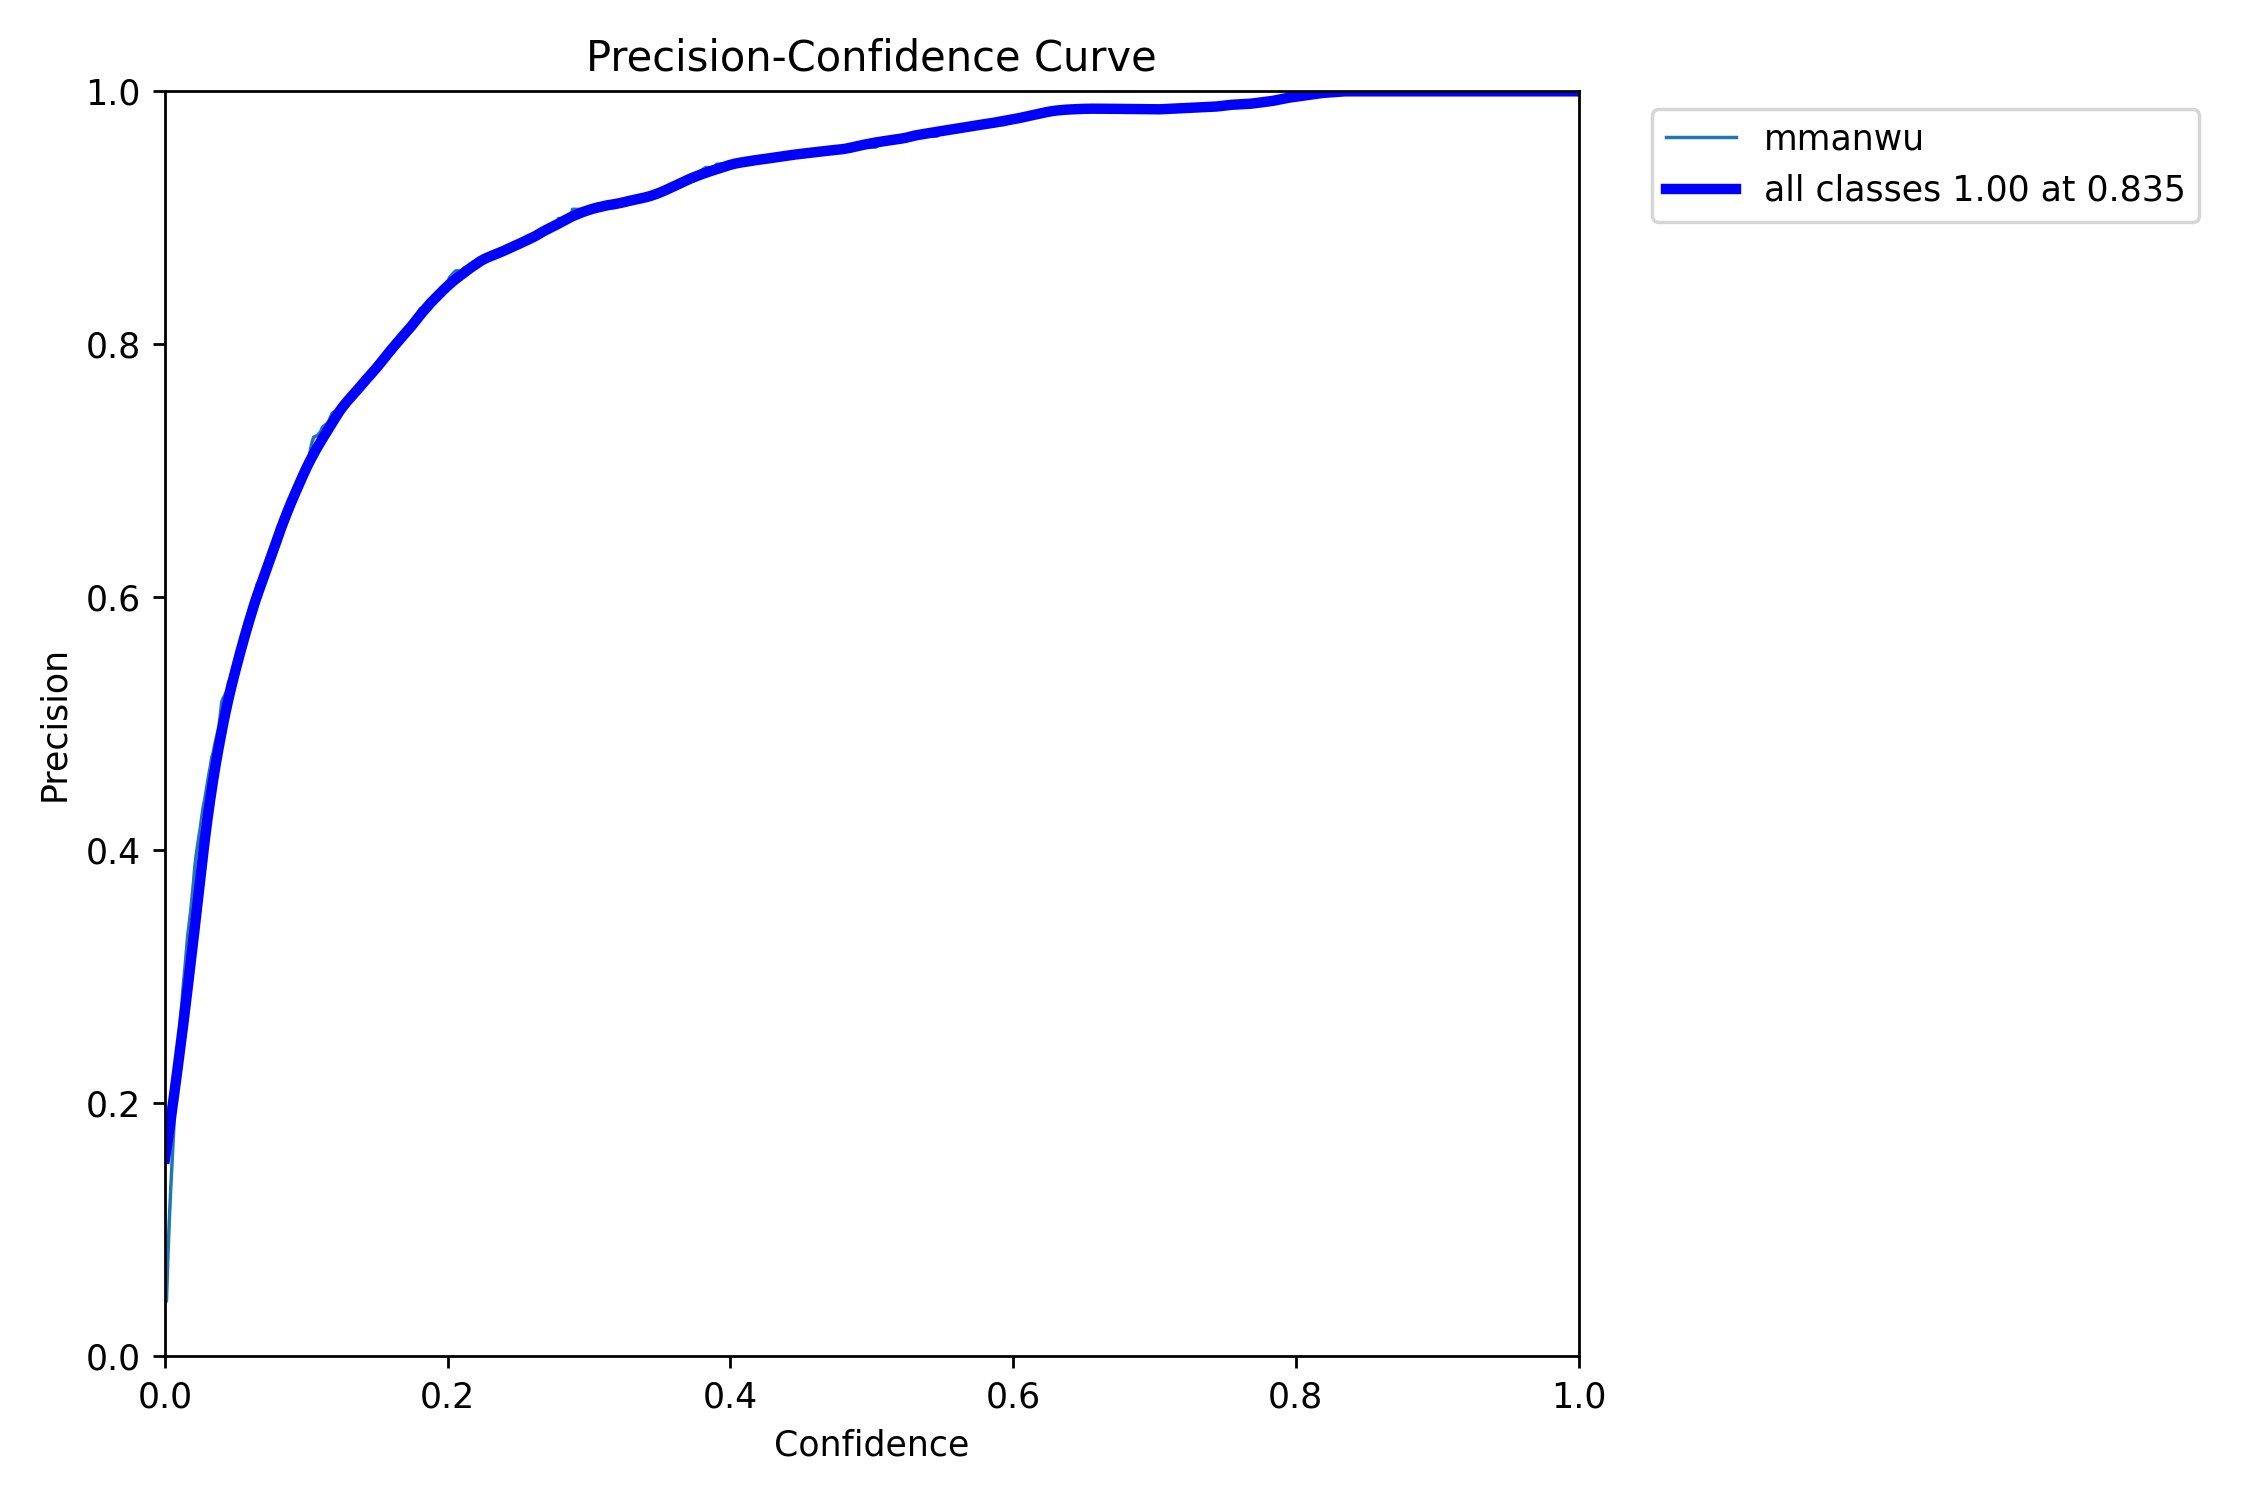 Precision-Confidence Curve
1.0
0.8
0.6
0.4
0.2
0.0
Precision
0.0 0.2 0.4 0.6 0.8 1.0
Confidence
mmanwu
all classes 1.00 at 0.835